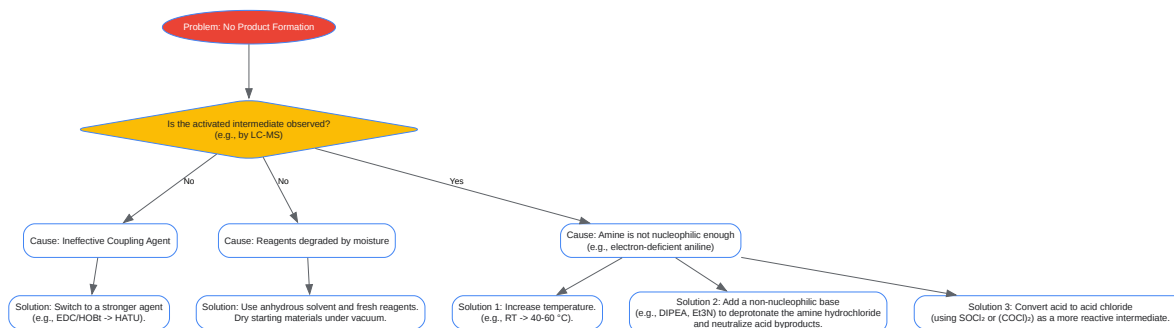 Problem: No Product Formation
Is the activated intermediate observed?
(e.g., by LC-MS)
No
No
Yes
Cause: Ineffective Coupling Agent
Cause: Reagents degraded by moisture
Cause: Amine is not nucleophilic enough
(e.g., electron-deficient aniline)
Solution: Switch to a stronger agent
(e.g., EDC/HOBt -> HATU).
Solution: Use anhydrous solvent and fresh reagents.
Dry starting materials under vacuum.
Solution 1: Increase temperature.
(e.g., RT -> 40-60 °C).
Solution 2: Add a non-nucleophilic base
(e.g., DIPEA, Et3N) to deprotonate the amine hydrochloride
and neutralize acid byproducts.
Solution 3: Convert acid to acid chloride
(using SOCl₂ or (COCl)₂) as a more reactive intermediate.